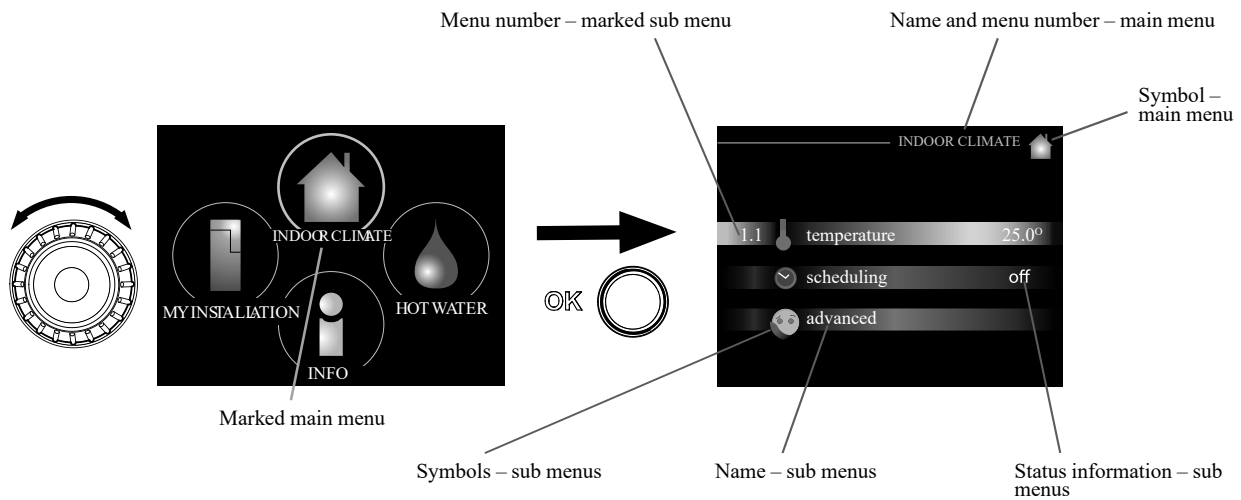 Menu number – marked sub menu
Name and menu number – main menu
Symbol –
main menu
INDOOR CLIMATE
INDOOR CLIMATE
MY INSTALLATION
HOT WATER
INFO
OK
1.1 temperature 25.0°
scheduling off
advanced
Marked main menu
Symbols – sub menus
Name – sub menus
Status information – sub
menus